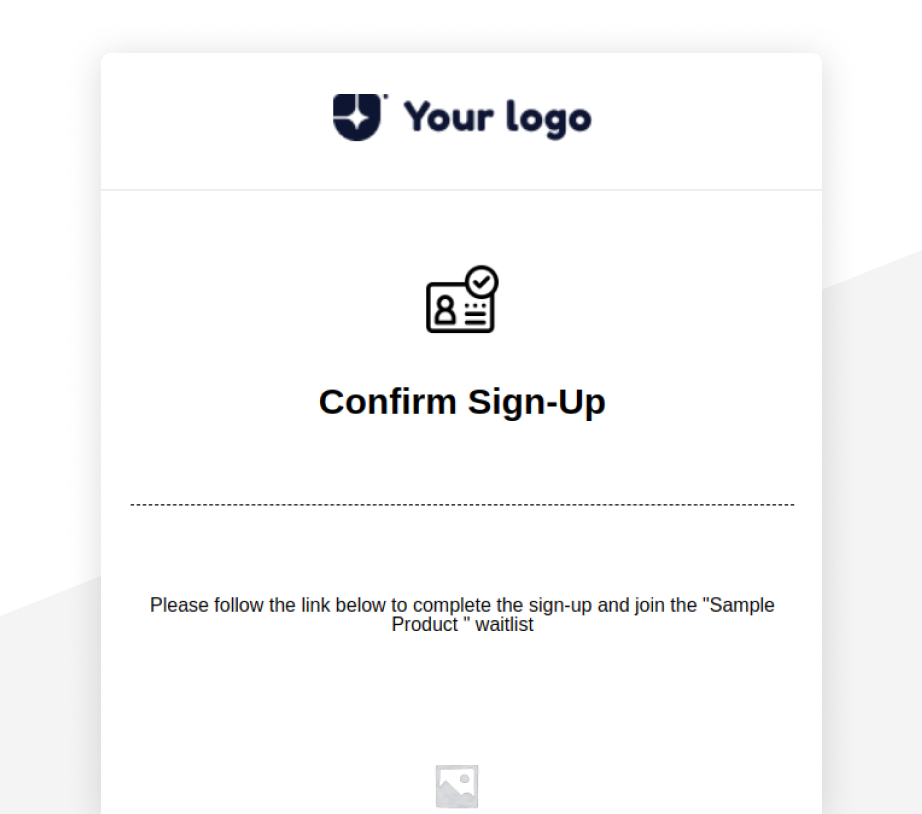 Your logo
Confirm Sign-Up
Please follow the link below to complete the sign-up and join the "Sample
Product " waitlist